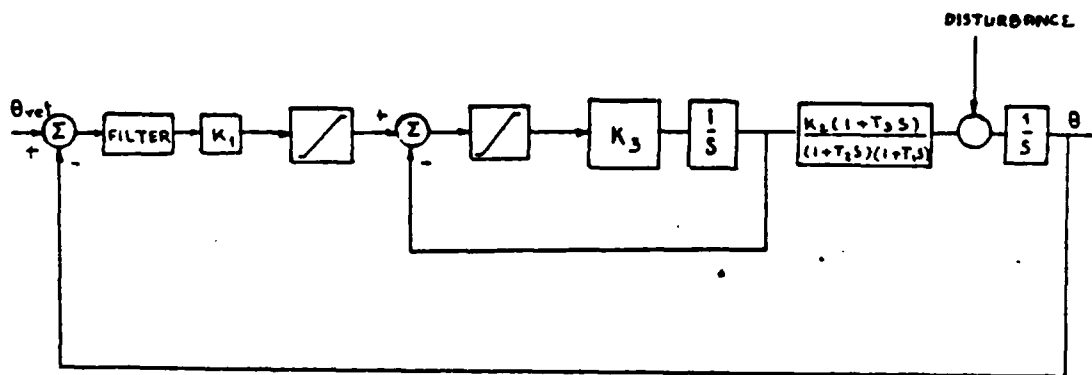 DISTURBANCE
θref
+
-
Σ
FILTER
K1
+
-
Σ
K3
1
S
K2(1+T3S)
(1+T2S)(1+T1S)
1
S
θ